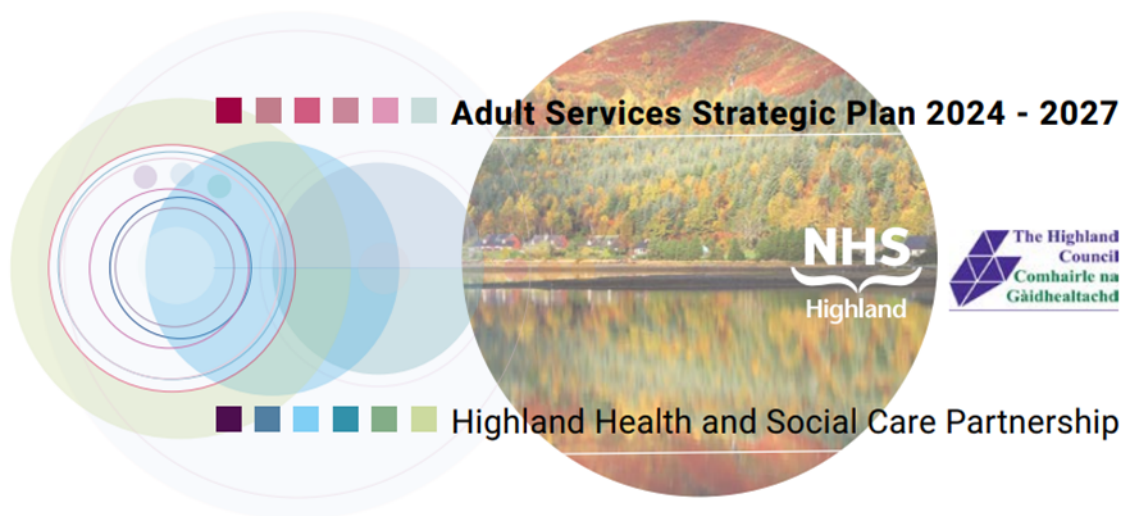 Adult Services Strategic Plan 2024 - 2027
NHS
Highland
The Highland
Council
Comhairle na
Gàidhealtachd
Highland Health and Social Care Partnership